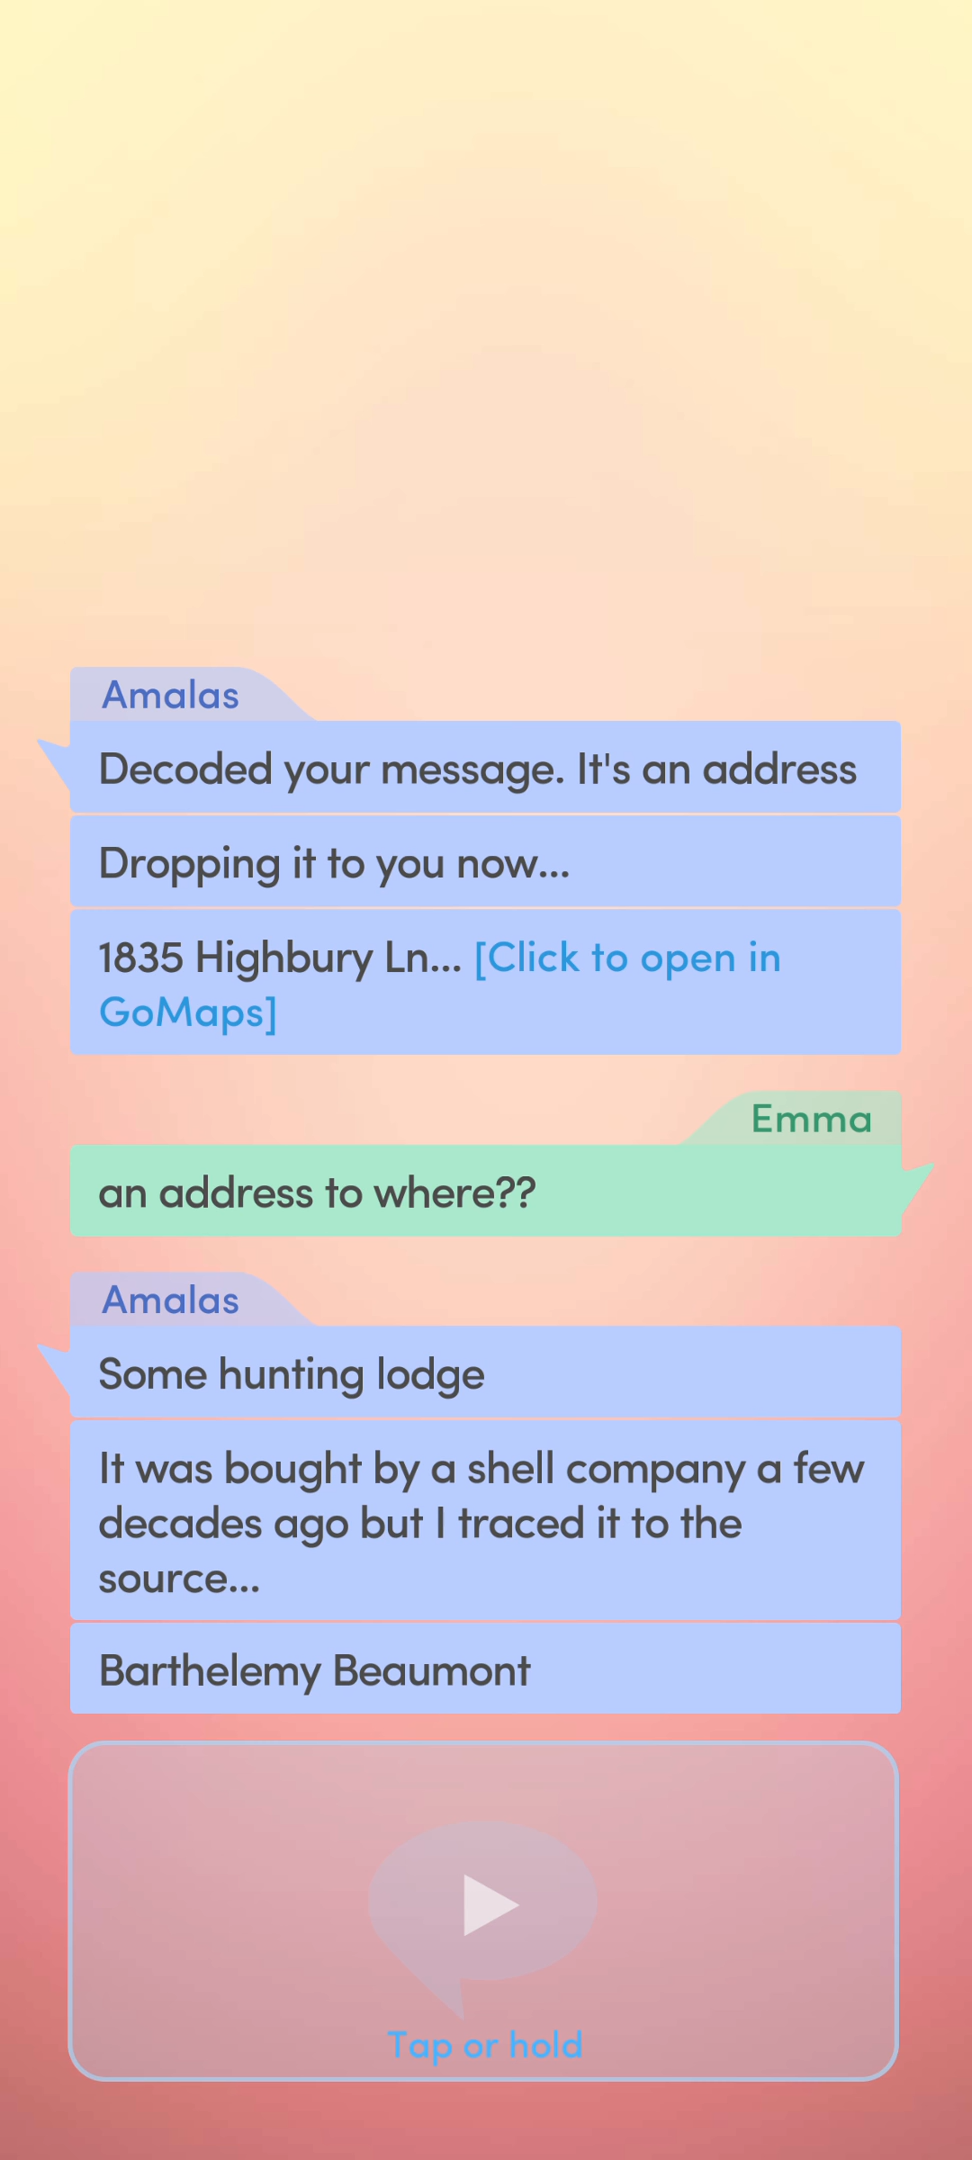 Amalas
Decoded your message. It's an address
Dropping it to you now...
1835 Highbury Ln... [Click to open in
GoMaps]
Emma
an address to where??
Amalas
Some hunting lodge
It was bought by a shell company a few
decades ago but I traced it to the
source...
Barthelemy Beaumont
Tap or hold